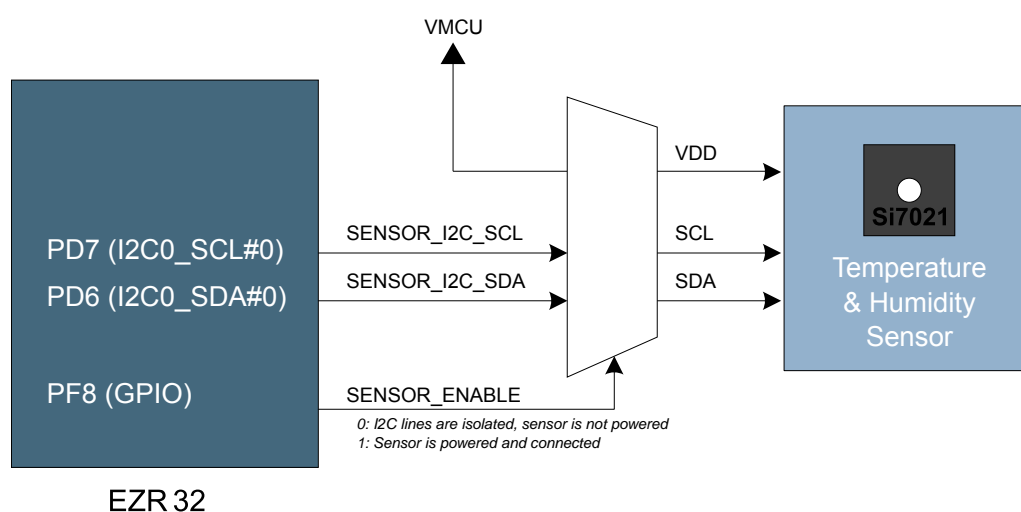 VMCU
VDD
Si7021
PD7 (I2C0_SCL#0)
SENSOR_I2C_SCL
SCL
PD6 (I2C0_SDA#0)
SENSOR_I2C_SDA
SDA
Temperature
& Humidity
Sensor
PF8 (GPIO)
SENSOR_ENABLE
0: I2C lines are isolated, sensor is not powered
1: Sensor is powered and connected
EZR 32